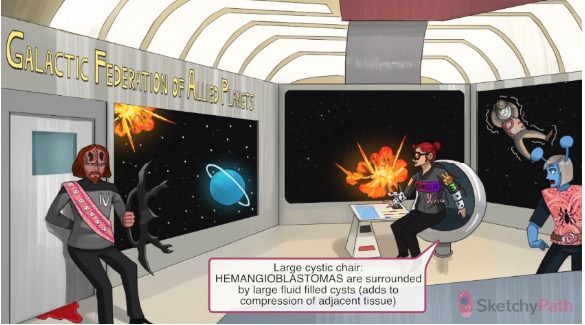 GALACTIC FEDERATION OF ALLIED PLANETS
Large cystic chair:
HEMANGIOBLASTOMAS are surrounded
by large fluid filled cysts (adds to
compression of adjacent tissue)
SketchyPath